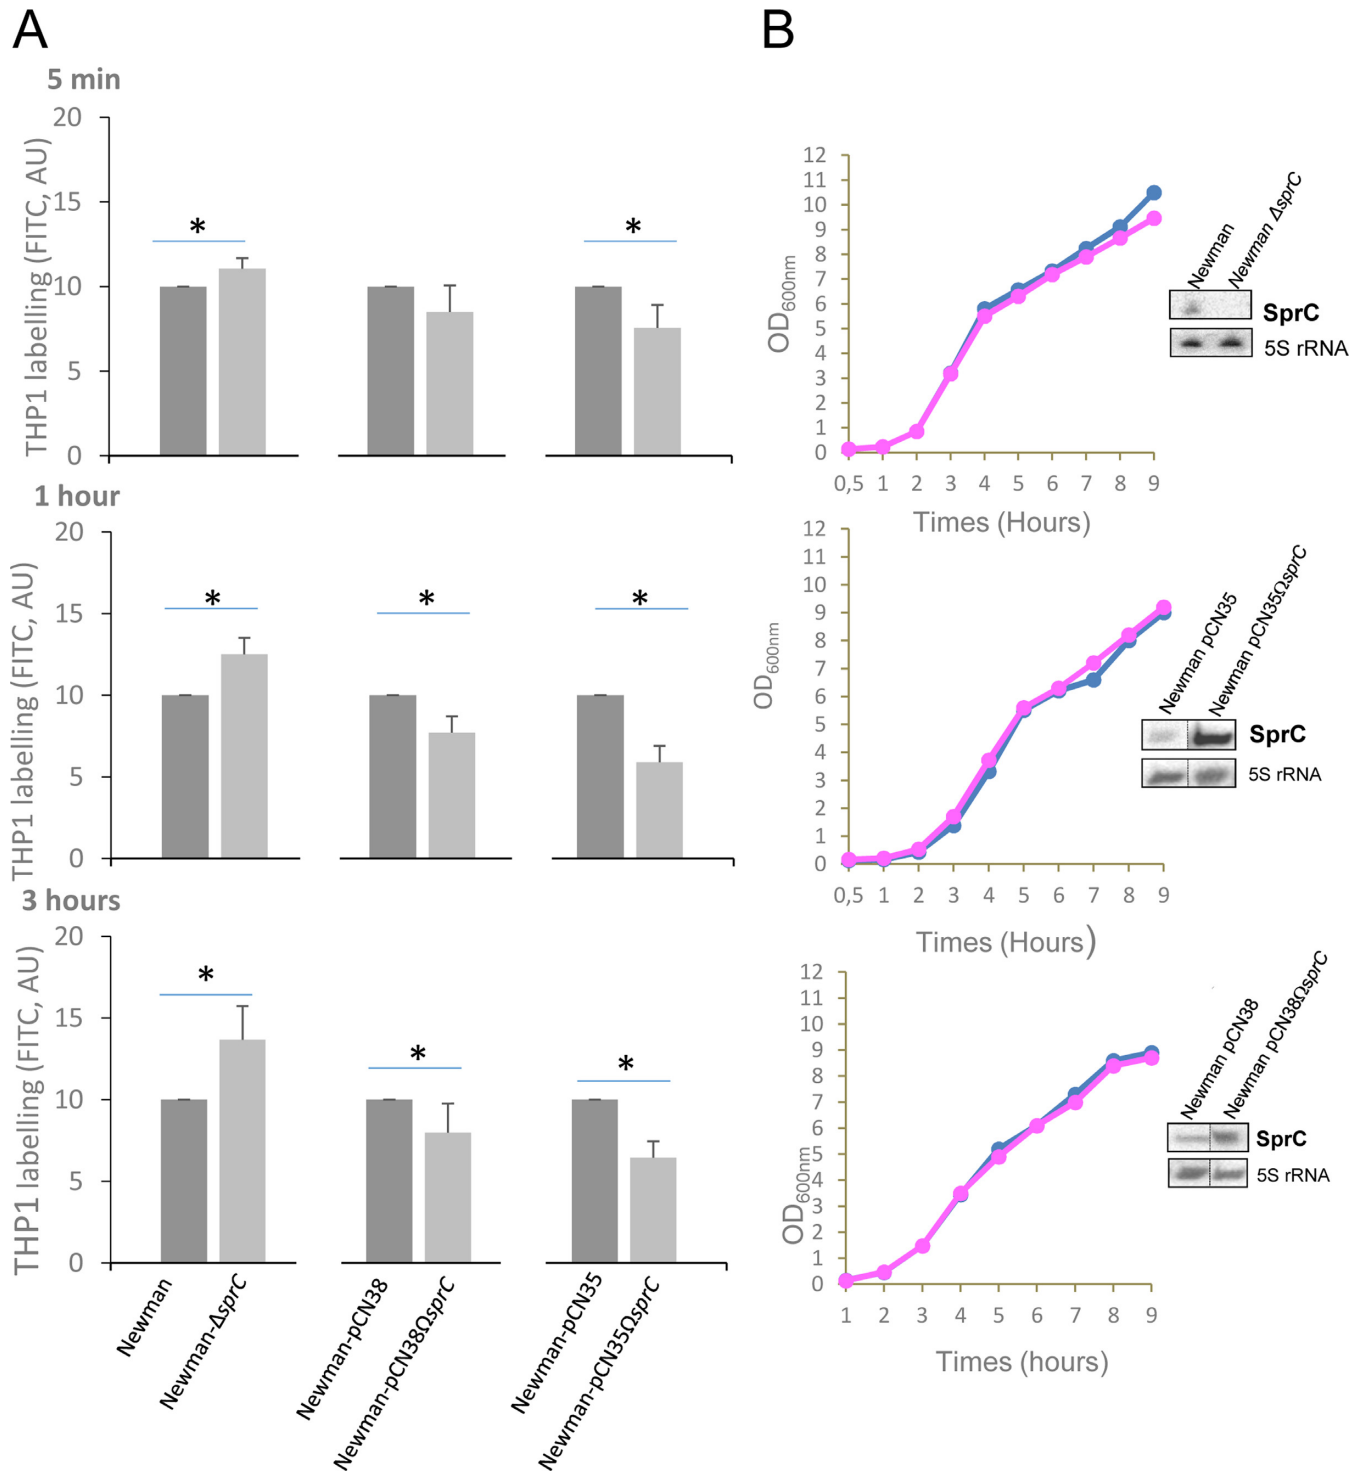 A
5 min
THP1 labelling (FITC, AU)
20
15
10
5
0
*
*
1 hour
THP1 labelling (FITC, AU)
20
15
10
5
0
*
*
*
3 hours
THP1 labelling (FITC, AU)
20
15
10
5
0
*
*
*
Newman
Newman-ΔsprC
Newman-pCN38
Newman-pCN38ΩsprC
Newman-pCN35
Newman-pCN35ΩsprC
B
OD600nm
12
11
10
9
8
7
6
5
4
3
2
1
0
0,5 1 2 3 4 5 6 7 8 9
Times (Hours)
Newman
Newman ΔsprC
SprC
5S rRNA
OD600nm
12
11
10
9
8
7
6
5
4
3
2
1
0
0,5 1 2 3 4 5 6 7 8 9
Times (Hours)
Newman pCN35
Newman pCN35ΩsprC
SprC
5S rRNA
OD600nm
12
11
10
9
8
7
6
5
4
3
2
1
0
1 2 3 4 5 6 7 8 9
Times (hours)
Newman pCN38
Newman pCN38ΩsprC
SprC
5S rRNA